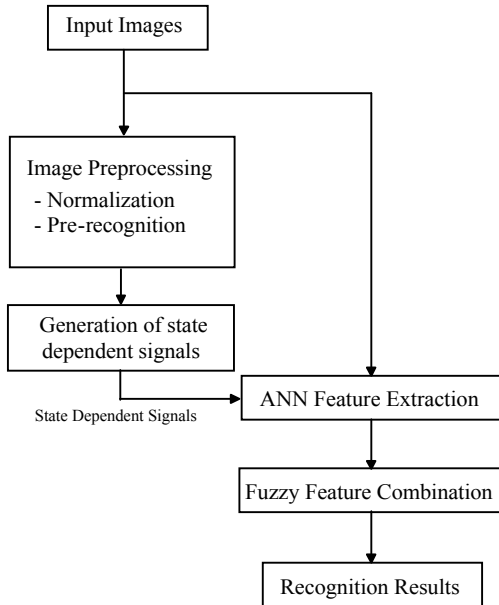 Input Images
Image Preprocessing
- Normalization
- Pre-recognition
Generation of state
dependent signals
State Dependent Signals
ANN Feature Extraction
Fuzzy Feature Combination
Recognition Results